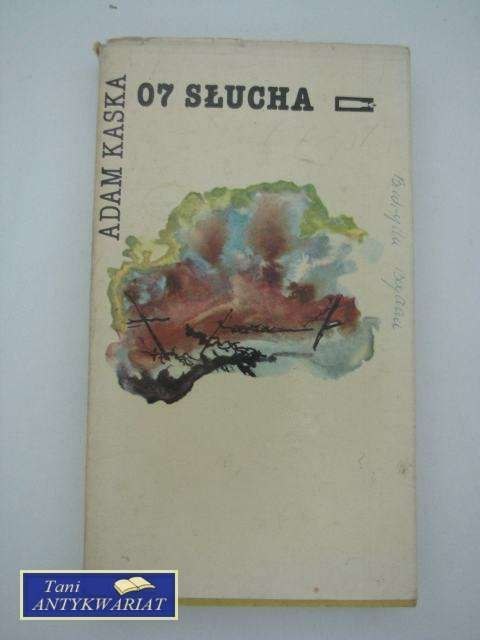 07 SŁUCHA
ADAM KASKA
Tani
ANTYKWARIAT